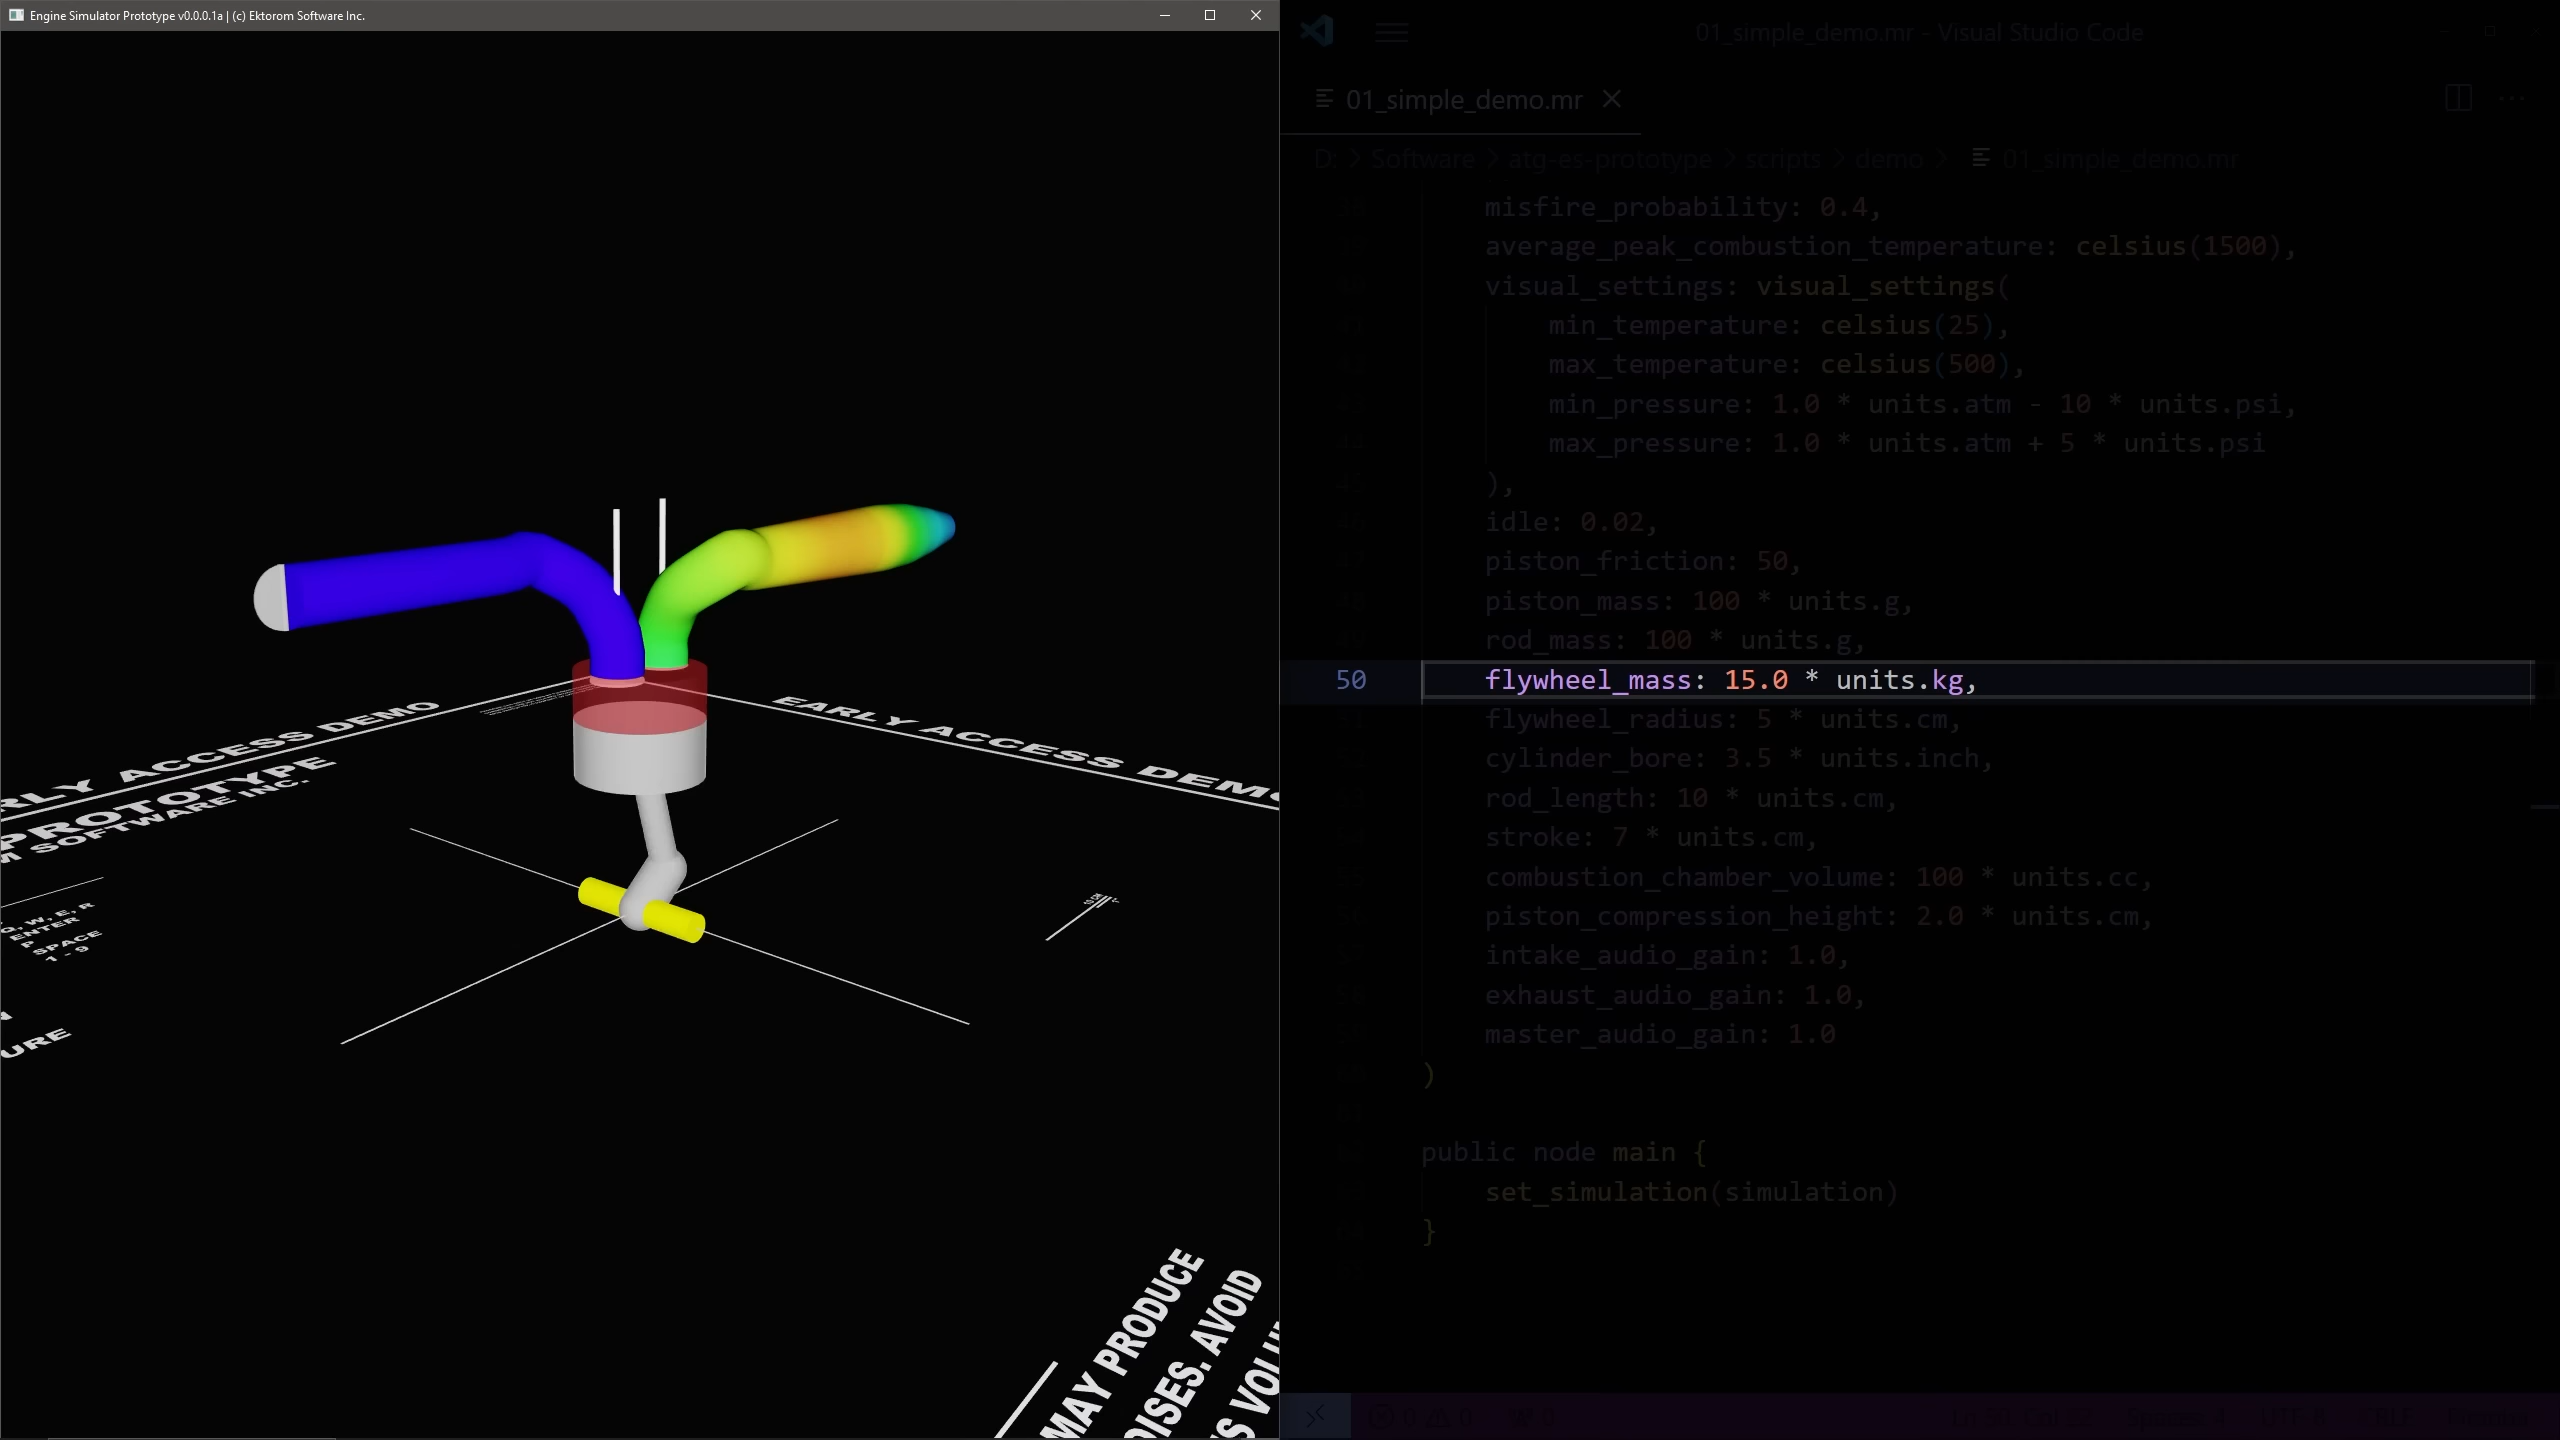 Engine Simulator Prototype v0.0.0.1a | (c) Ektorom Software Inc.
RLY ACCESS DEMO
PROTOTYPE
M SOFTWARE INC.
EARLY ACCESS DEMO
Q, W, E, R
ENTER
P
SPACE
1 - 9
URE
MAY PRODUCE
OISES. AVOID
S VOLU
01_simple_demo.mr - Visual Studio Code
01_simple_demo.mr
D: > Software > atg-es-prototype > scripts > demo > 01_simple_demo.mr
misfire_probability: 0.4,
average_peak_combustion_temperature: celsius(1500),
visual_settings: visual_settings(
min_temperature: celsius(25),
max_temperature: celsius(500),
min_pressure: 1.0 * units.atm - 10 * units.psi,
max_pressure: 1.0 * units.atm + 5 * units.psi
),
idle: 0.02,
piston_friction: 50,
piston_mass: 100 * units.g,
rod_mass: 100 * units.g,
50 flywheel_mass: 15.0 * units.kg,
flywheel_radius: 5 * units.cm,
cylinder_bore: 3.5 * units.inch,
rod_length: 10 * units.cm,
stroke: 7 * units.cm,
combustion_chamber_volume: 100 * units.cc,
piston_compression_height: 2.0 * units.cm,
intake_audio_gain: 1.0,
exhaust_audio_gain: 1.0,
master_audio_gain: 1.0
)
public node main {
set_simulation(simulation)
}